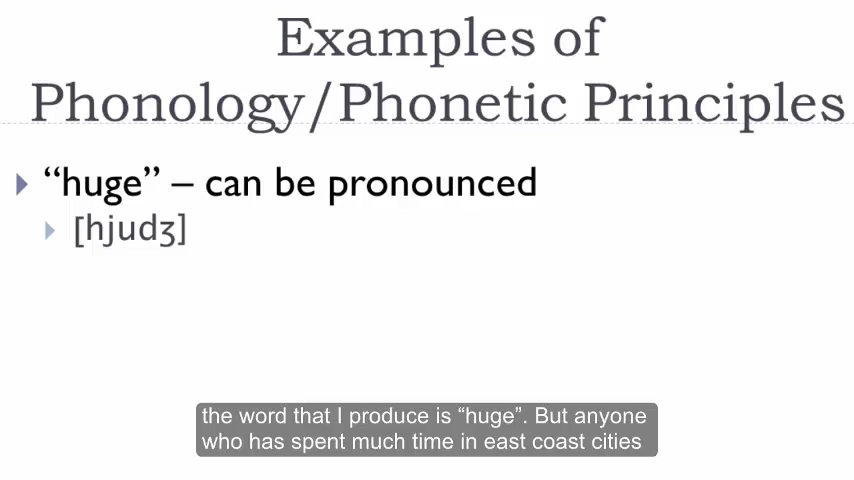 Examples of
Phonology/Phonetic Principles
“huge” – can be pronounced
[hjudʒ]
the word that I produce is “huge”. But anyone
who has spent much time in east coast cities